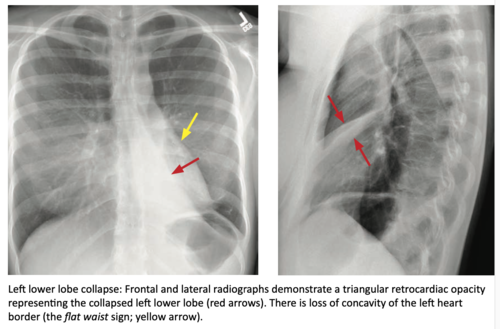 L
Left lower lobe collapse: Frontal and lateral radiographs demonstrate a triangular retrocardiac opacity
representing the collapsed left lower lobe (red arrows). There is loss of concavity of the left heart
border (the flat waist sign; yellow arrow).